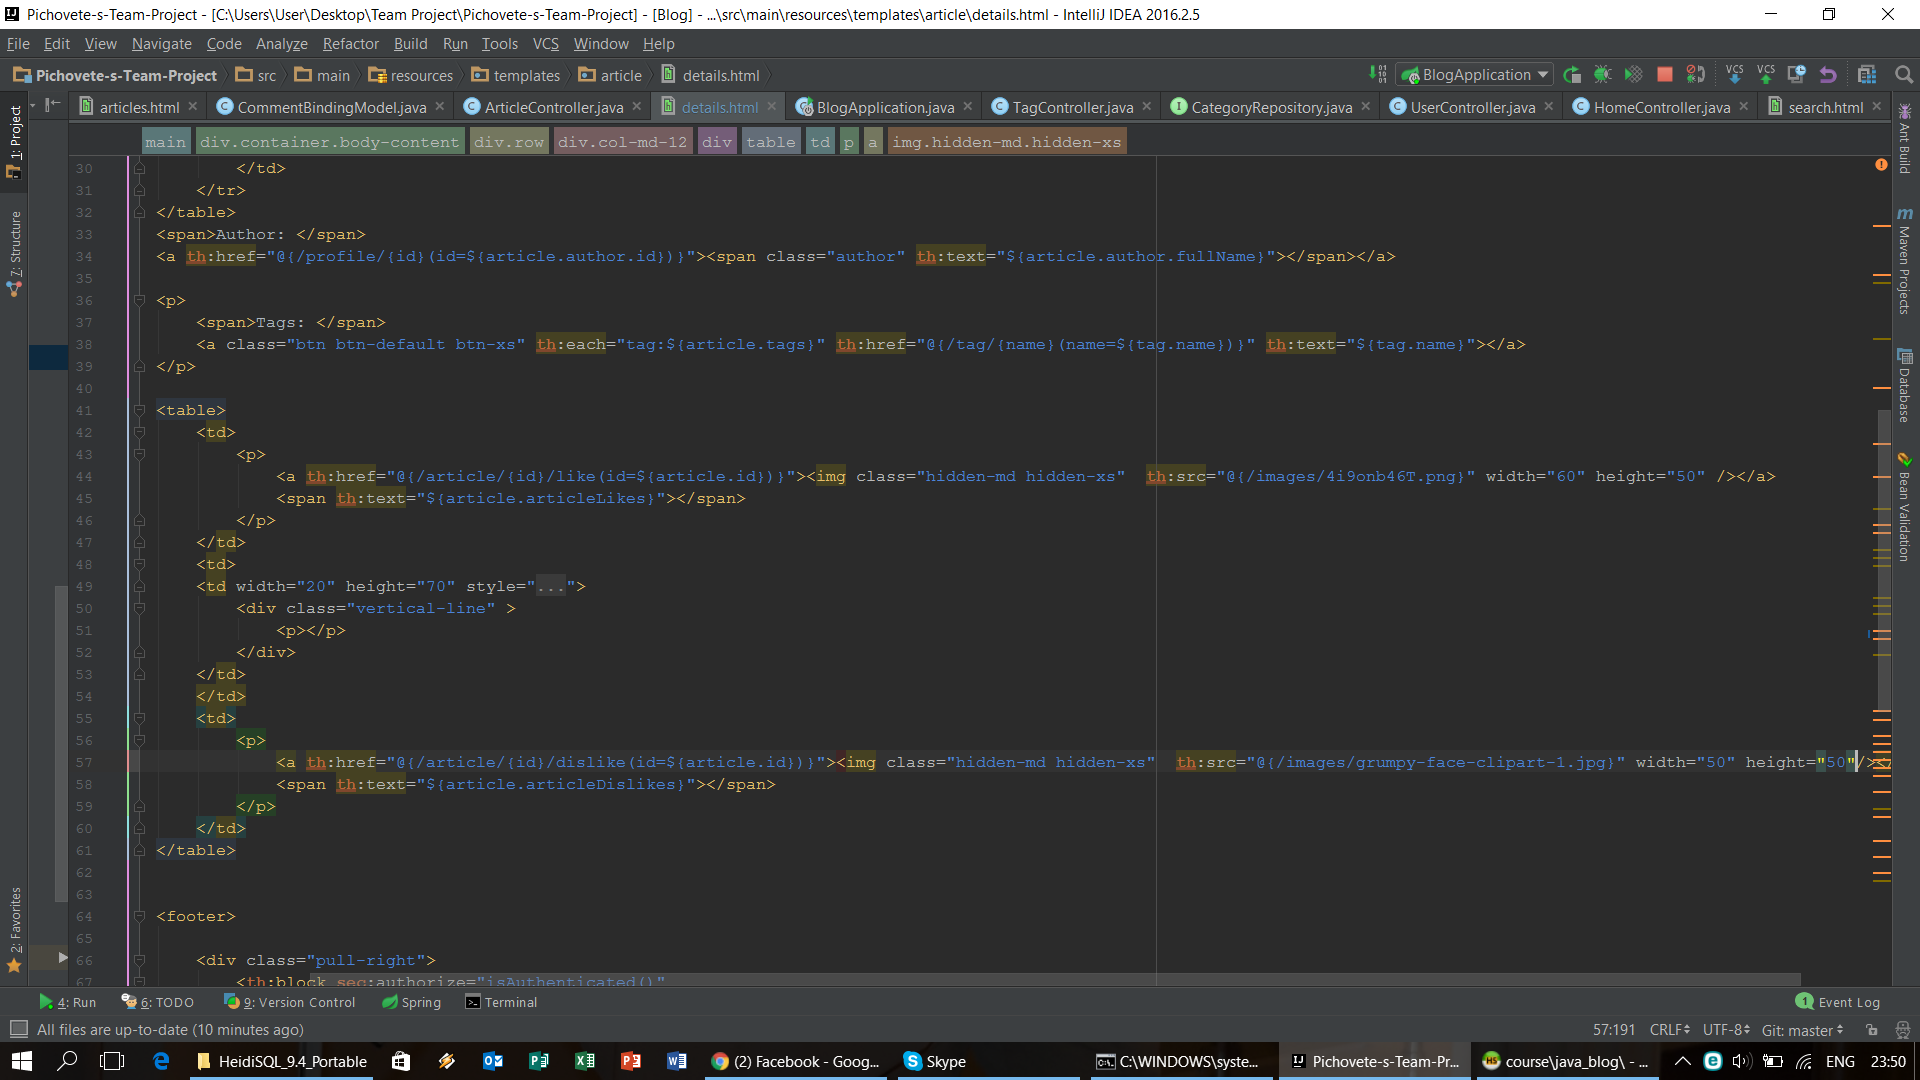 Pichovete-s-Team-Project - [C:\Users\User\Desktop\Team Project\Pichovete-s-Team-Project] - [Blog] - ...\src\main\resources\templates\article\details.html - IntelliJ IDEA 2016.2.5
File Edit View Navigate Code Analyze Refactor Build Run Tools VCS Window Help
Pichovete-s-Team-Project src main resources templates article details.html BlogApplication VCS VCS
articles.html CommentBindingModel.java ArticleController.java details.html BlogApplication.java TagController.java CategoryRepository.java UserController.java HomeController.java search.html
main div.container.body-content div.row div.col-md-12 div table td p a img.hidden-md.hidden-xs
1: Project
7: Structure
2: Favorites
30 </td>
31 </tr>
32 </table>
33 <span>Author: </span>
34 <a th:href="@{/profile/{id}(id=${article.author.id})}"><span class="author" th:text="${article.author.fullName}"></span></a>
35
36 <p>
37 <span>Tags: </span>
38 <a class="btn btn-default btn-xs" th:each="tag:${article.tags}" th:href="@{/tag/{name}(name=${tag.name})}" th:text="${tag.name}"></a>
39 </p>
40
41 <table>
42 <td>
43 <p>
44 <a th:href="@{/article/{id}/like(id=${article.id})}"><img class="hidden-md hidden-xs" th:src="@{/images/4i9onb46T.png}" width="60" height="50" /></a>
45 <span th:text="${article.articleLikes}"></span>
46 </p>
47 </td>
48 <td>
49 <td width="20" height="70" style="...">
50 <div class="vertical-line" >
51 <p></p>
52 </div>
53 </td>
54 </td>
55 <td>
56 <p>
57 <a th:href="@{/article/{id}/dislike(id=${article.id})}"><img class="hidden-md hidden-xs" th:src="@{/images/grumpy-face-clipart-1.jpg}" width="50" height="50"/></
58 <span th:text="${article.articleDislikes}"></span>
59 </p>
60 </td>
61 </table>
62
63
64 <footer>
65
66 <div class="pull-right">
67 <th:block sec:authorize="isAuthenticated()"
Ant Build
Maven Projects
Database
Bean Validation
4: Run 6: TODO 9: Version Control Spring Terminal 1 Event Log
All files are up-to-date (10 minutes ago) 57:191 CRLF UTF-8 Git: master
HeidiSQL_9.4_Portable (2) Facebook - Goog... Skype C:\WINDOWS\syste... Pichovete-s-Team-Pr... course\java_blog\ - ... ENG 23:50